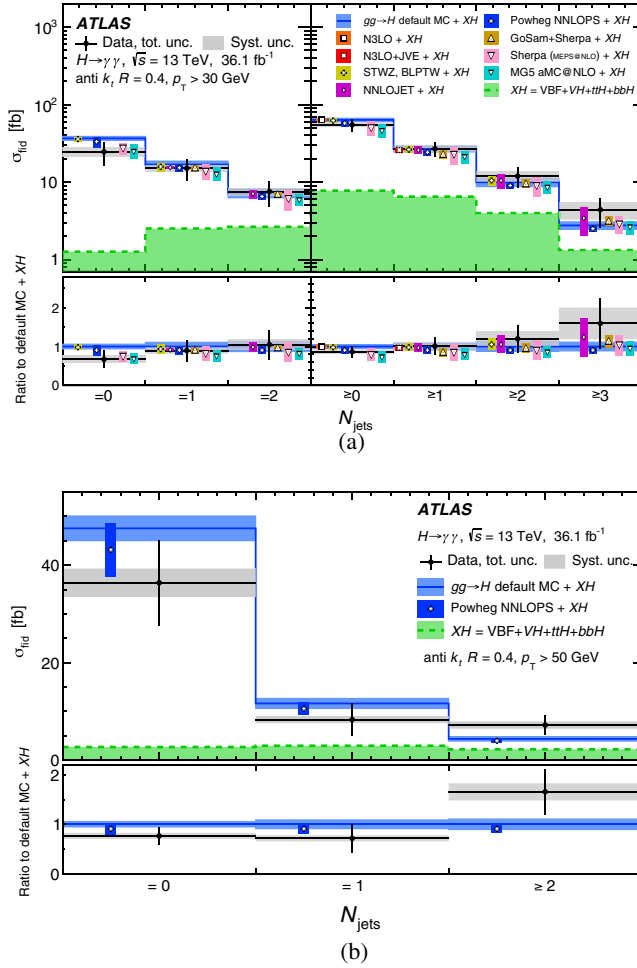 ATLAS
gg→H default MC + XH
Powheg NNLOPS + XH
Data, tot. unc.
Syst. unc.
N3LO + XH
GoSam+Sherpa + XH
H→γγ, √s = 13 TeV, 36.1 fb⁻¹
N3LO+JVE + XH
Sherpa (MEPS@NLO) + XH
anti kₜ R = 0.4, p_T > 30 GeV
STWZ, BLPTW + XH
MG5 aMC@NLO + XH
NNLOJET + XH
XH = VBF+VH+ttH+bbH
σ_fid [fb]
10³
10²
10
1
Ratio to default MC + XH
2
1
0
=0 =1 =2 ≥0 ≥1 ≥2 ≥3
N_jets
(a)
ATLAS
H→γγ, √s = 13 TeV, 36.1 fb⁻¹
Data, tot. unc.
Syst. unc.
gg→H default MC + XH
Powheg NNLOPS + XH
XH = VBF+VH+ttH+bbH
anti kₜ R = 0.4, p_T > 50 GeV
σ_fid [fb]
40
20
0
Ratio to default MC + XH
2
1
0
= 0 = 1 ≥ 2
N_jets
(b)